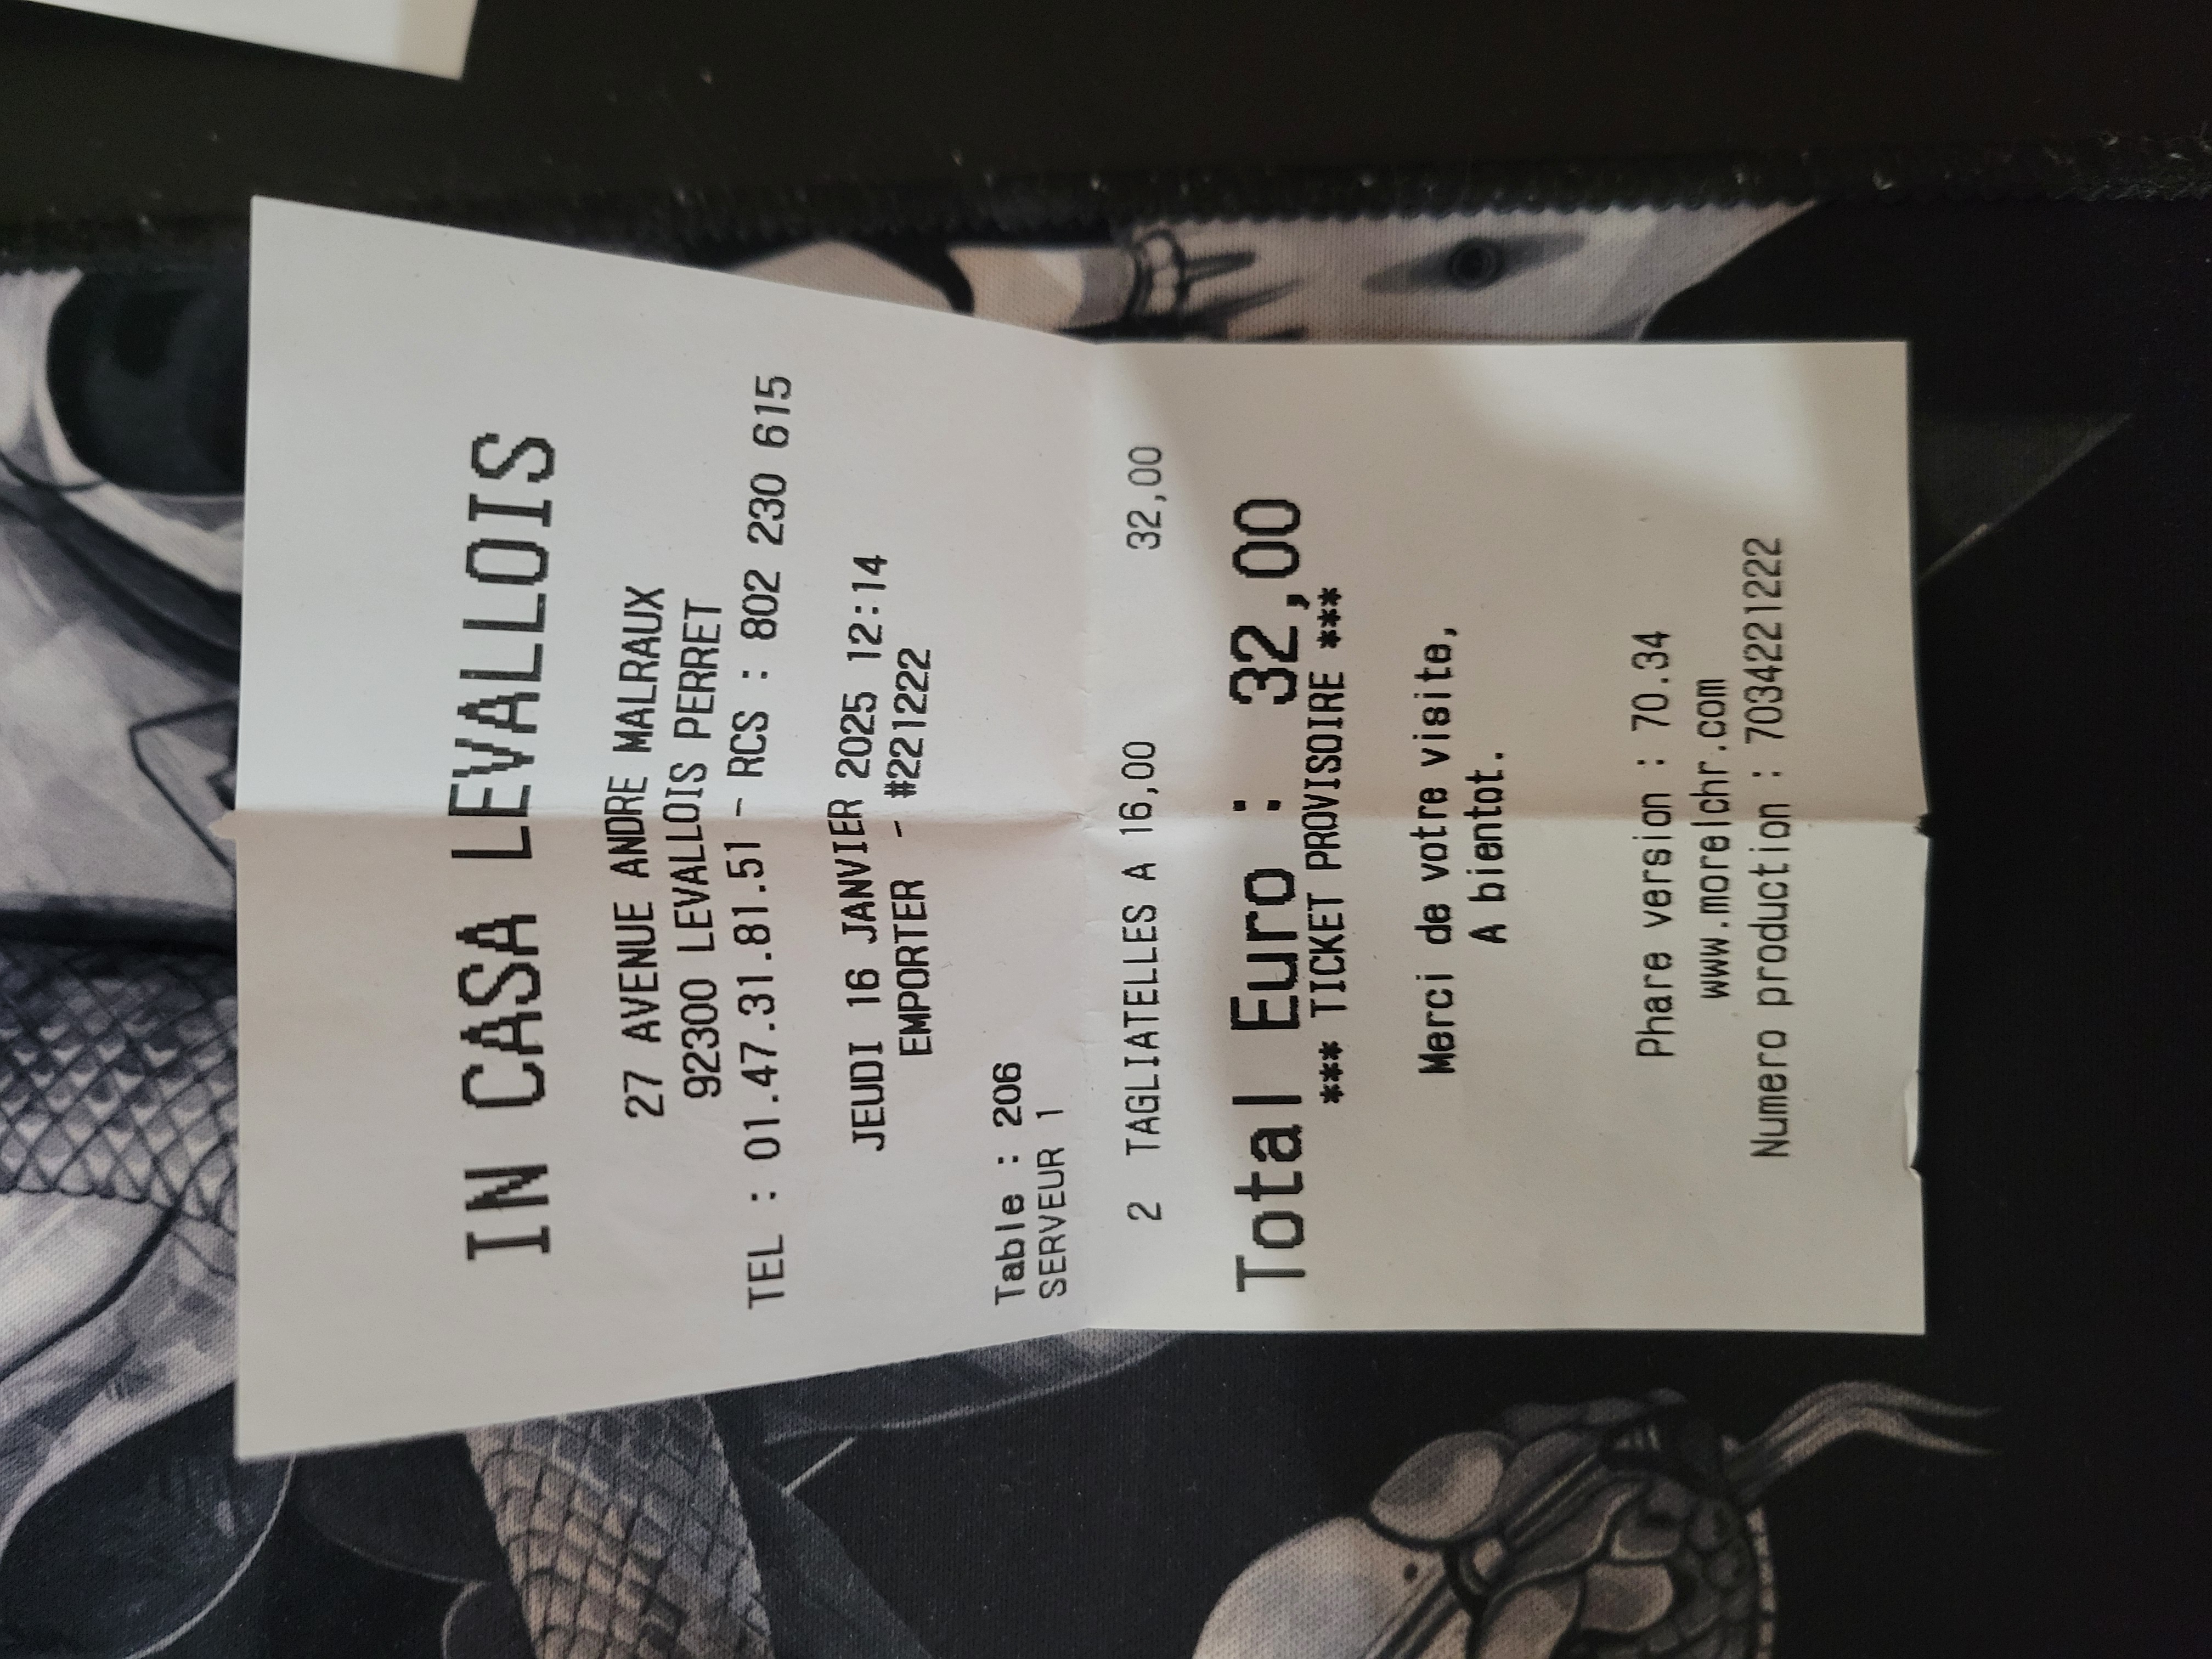 IN CASA LEVALLOIS
27 AVENUE ANDRE MALRAUX
92300 LEVALLOIS PERRET
TEL : 01.47.31.81.51 - RCS : 802 230 615
JEUDI 16 JANVIER 2025 12:14
EMPORTER - #221222
Table : 206
SERVEUR 1
2 TAGLIATELLES A 16,00 32,00
Total Euro : 32,00
*** TICKET PROVISOIRE ***
Merci de votre visite,
A bientot.
Phare version : 70.34
www.morelchr.com
Numero production : 7034221222